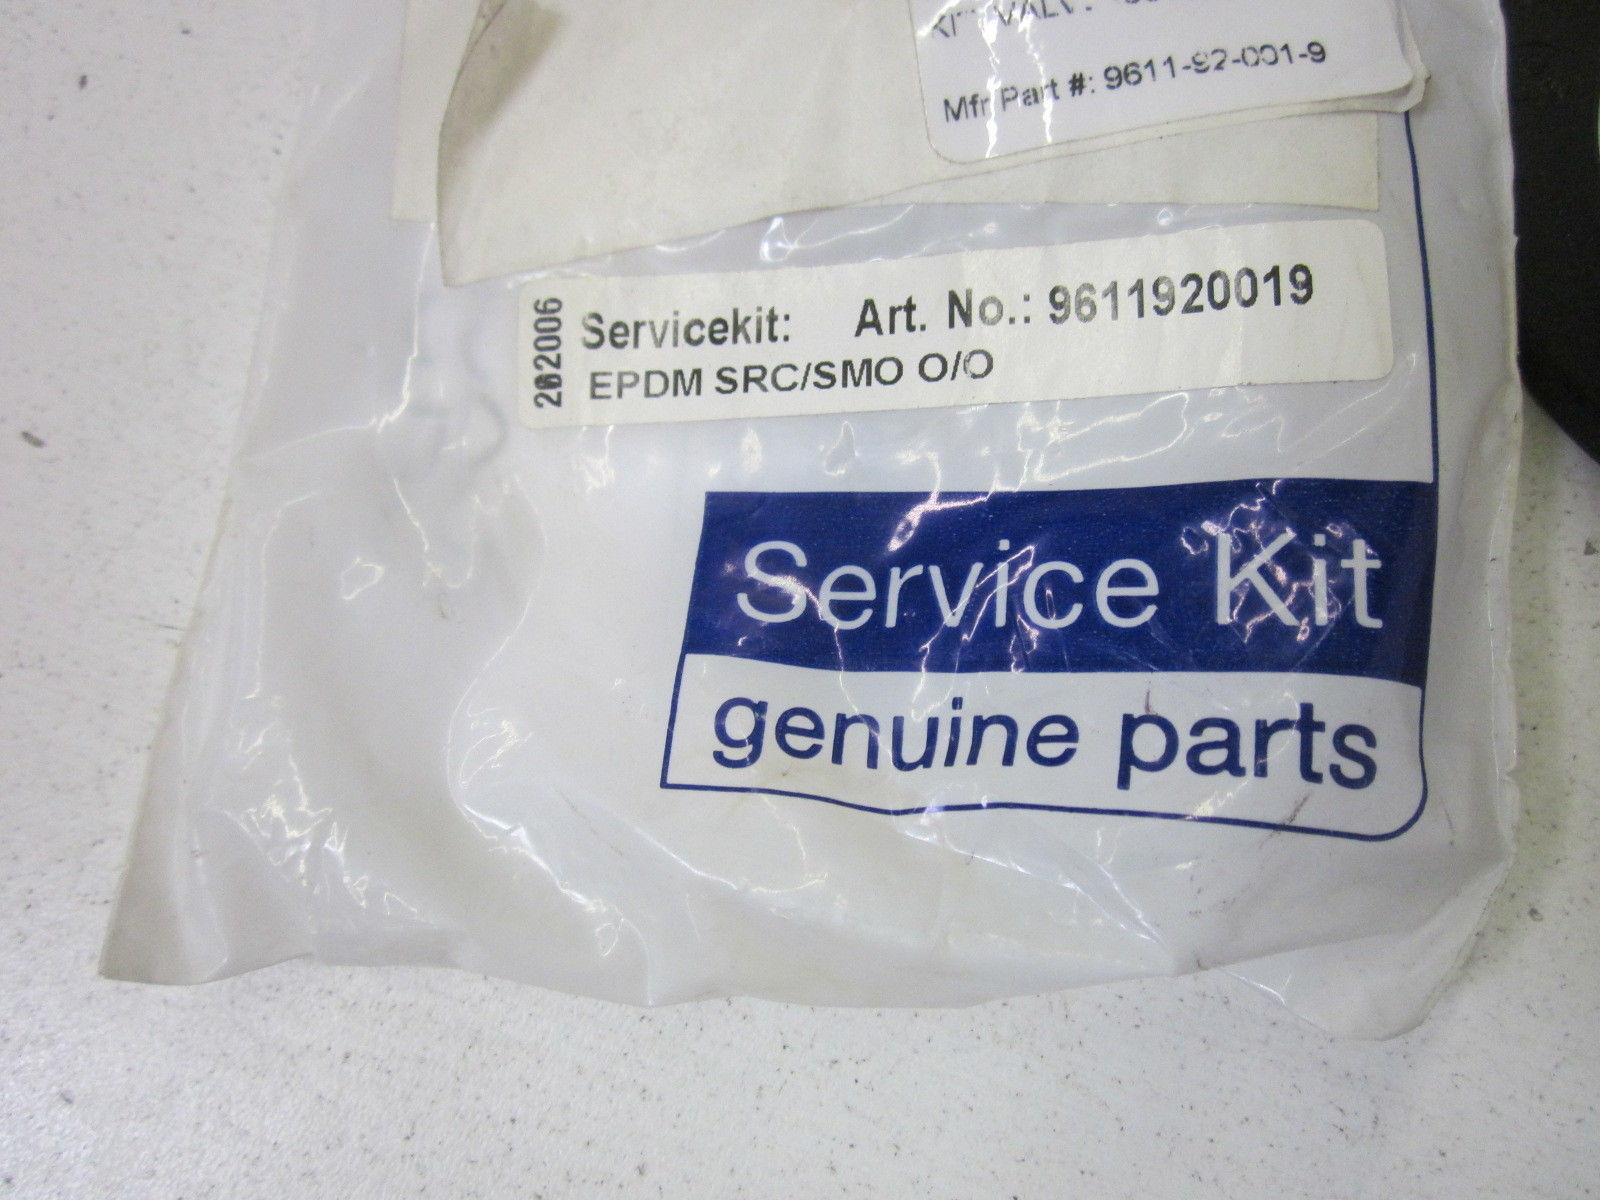 Mfr Part #: 9611-92-001-9
Servicekit: Art. No.: 9611920019
EPDM SRC/SMO O/O
Service Kit
genuine parts